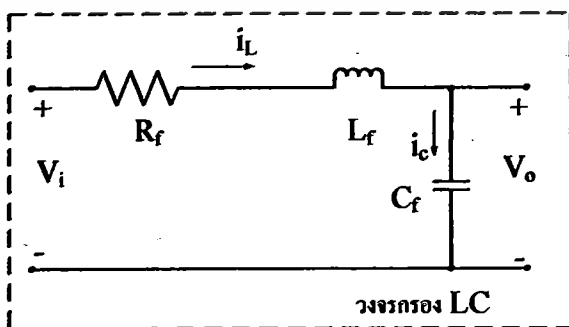 i_L
+
R_f
L_f
+
i_c
V_i
C_f
V_o
-
-
วงจรกรอง LC